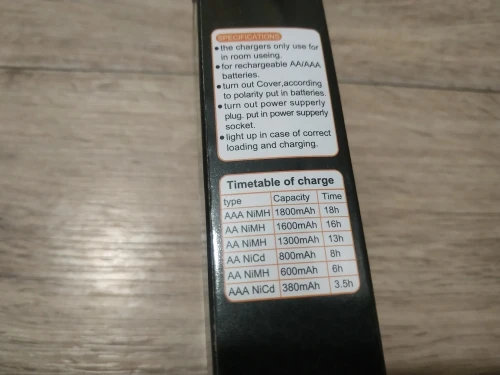 SPECIFICATIONS
• the chargers only use for
in room useing.
• for rechargeable AA/AAA
batteries.
• turn out Cover,according
to polarity put in batteries.
• turn out power supperly
plug. put in power supperly
socket.
• light up in case of correct
loading and charging.
Timetable of charge
type Capacity Time
AAA NiMH 1800mAh 18h
AA NiMH 1600mAh 16h
AA NiMH 1300mAh 13h
AA NiCd 800mAh 8h
AA NiMH 600mAh 6h
AAA NiCd 380mAh 3.5h